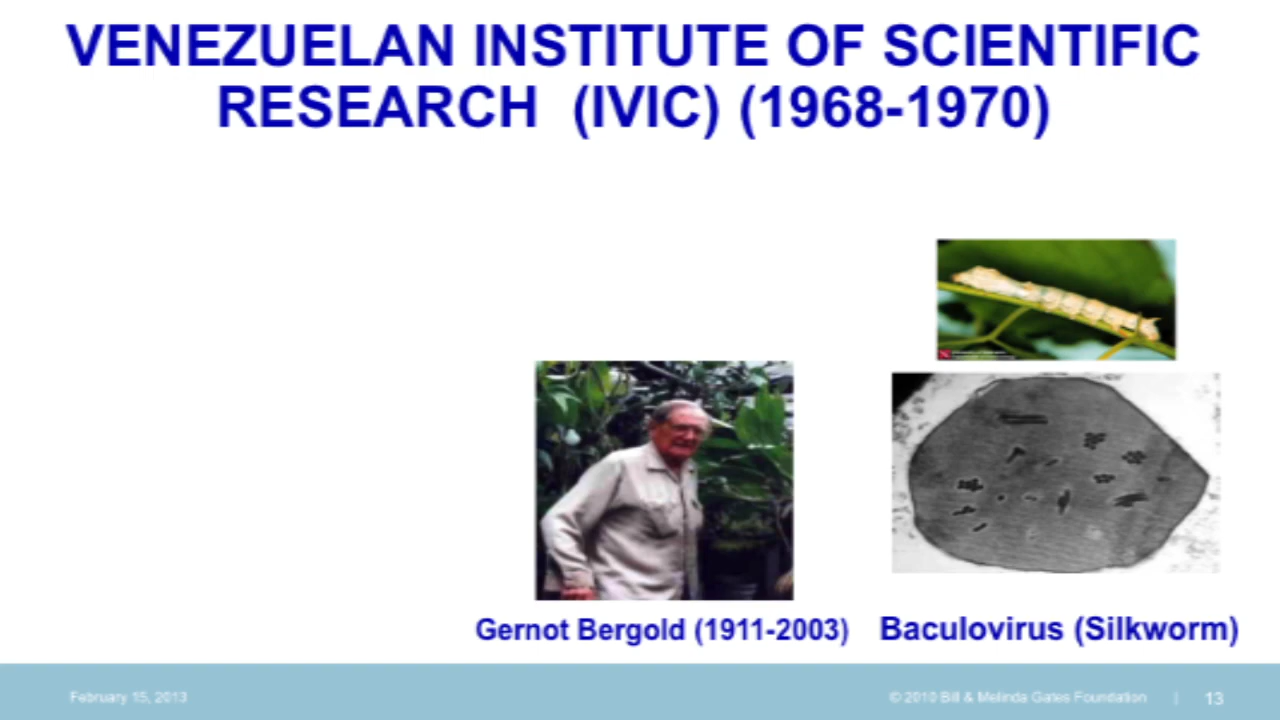 VENEZUELAN INSTITUTE OF SCIENTIFIC
RESEARCH (IVIC) (1968-1970)
Gernot Bergold (1911-2003)
Baculovirus (Silkworm)
February 15, 2013
© 2010 Bill & Melinda Gates Foundation | 13